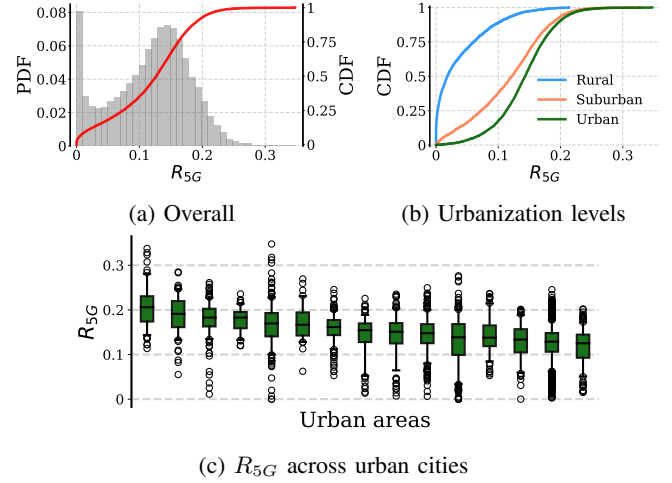 0.08
0.06
0.04
0.02
0
PDF
1
0.75
0.5
0.25
0
CDF
0
0.1
0.2
0.3
R5G
(a) Overall
1
0.75
0.5
0.25
0
CDF
Rural
Suburban
Urban
0
0.1
0.2
0.3
R5G
(b) Urbanization levels
0.3
0.2
0.1
0
R5G
Urban areas
(c) R5G across urban cities